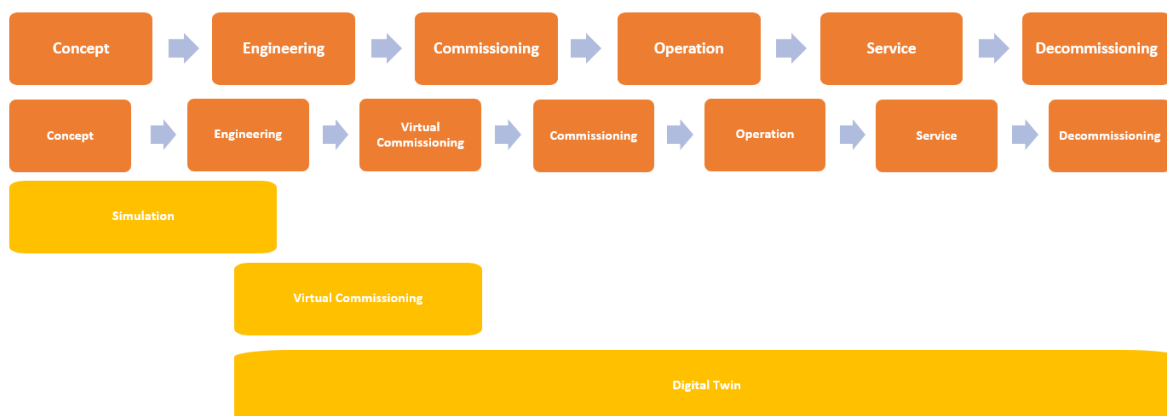 Concept
Engineering
Commissioning
Operation
Service
Decommissioning
Concept
Engineering
Virtual
Commissioning
Commissioning
Operation
Service
Decommissioning
Simulation
Virtual Commissioning
Digital Twin